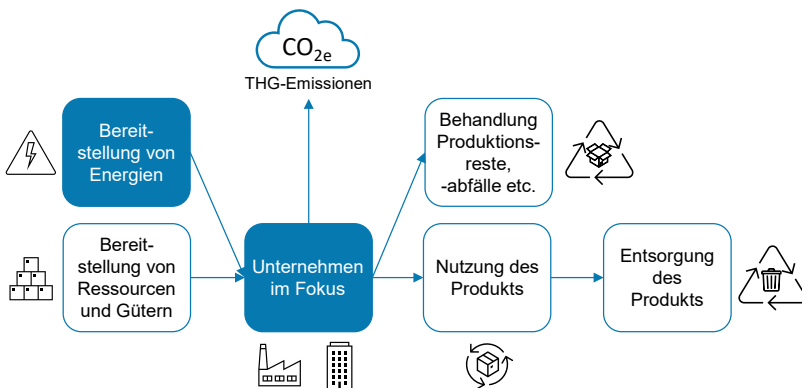 CO2e
THG-Emissionen
Bereit-
stellung von
Energien
Behandlung
Produktions-
reste,
-abfälle etc.
Bereit-
stellung von
Ressourcen
und Gütern
Unternehmen
im Fokus
Nutzung des
Produkts
Entsorgung
des
Produkts